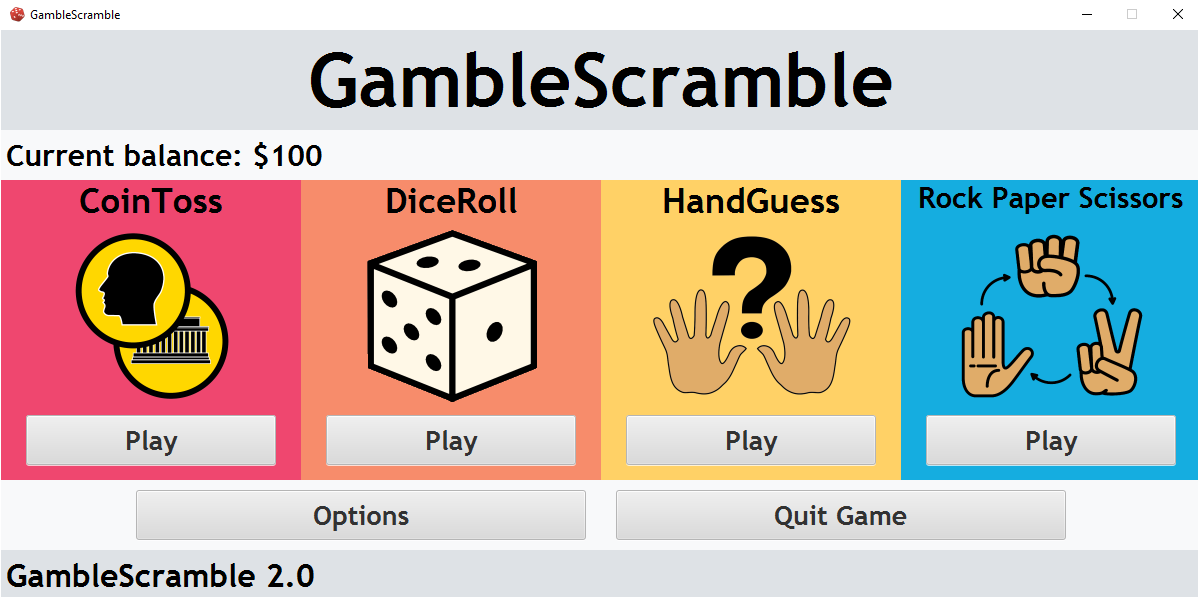 GambleScramble
GambleScramble
Current balance: $100
CoinToss
DiceRoll
HandGuess
Rock Paper Scissors
Play
Play
Play
Play
Options
Quit Game
GambleScramble 2.0